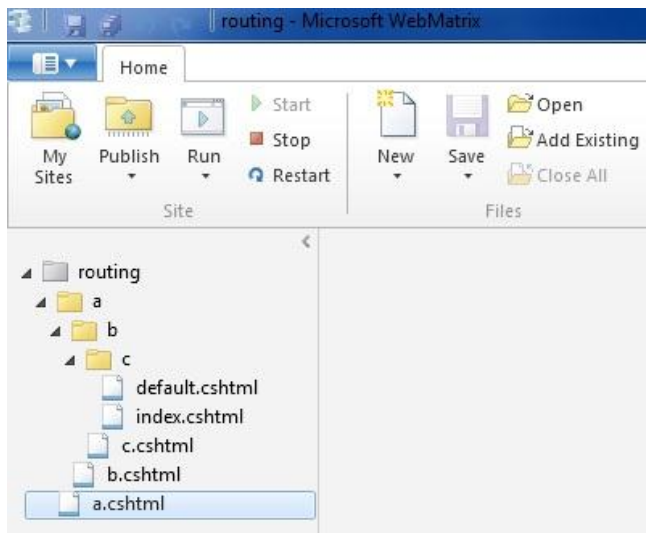 routing - Microsoft WebMatrix
Home
My Sites
Publish
Run
Start
Stop
Restart
Site
New
Save
Open
Add Existing
Close All
Files
routing
a
b
c
default.cshtml
index.cshtml
c.cshtml
b.cshtml
a.cshtml